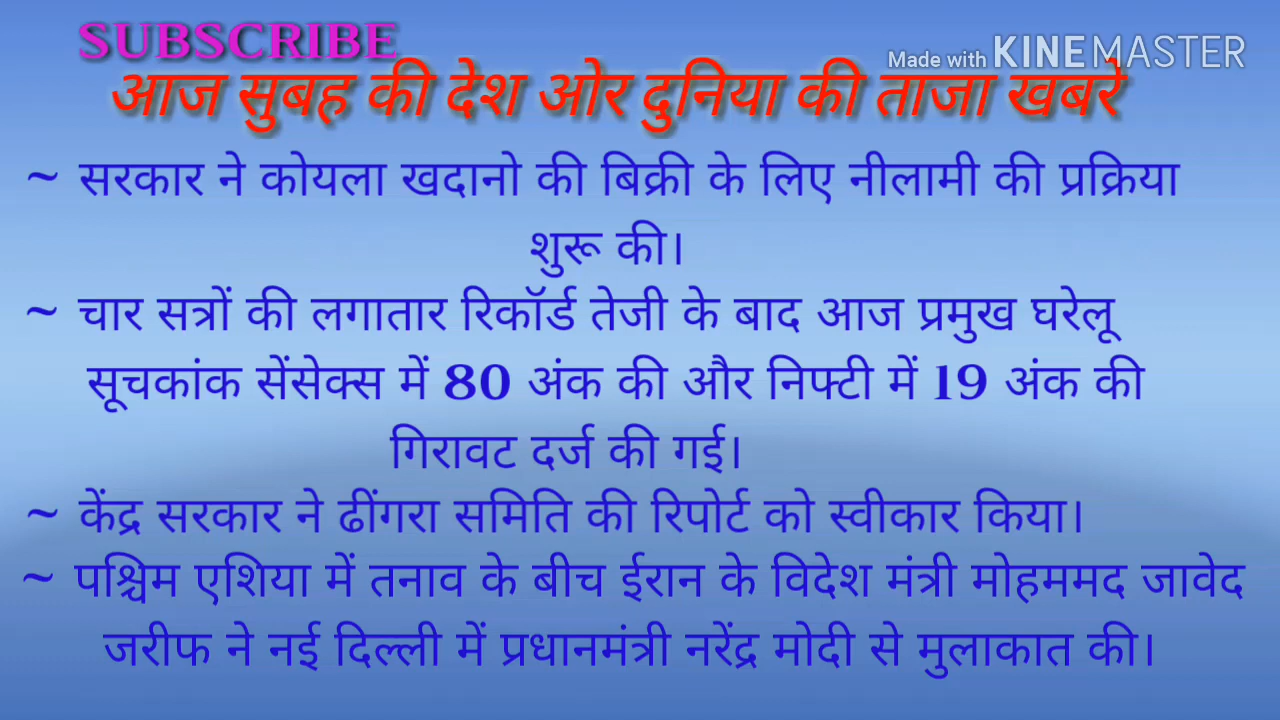 SUBSCRIBE
Made with KINEMASTER
आज सुबह की देश ओर दुनिया की ताजा खबरे
~ सरकार ने कोयला खदानो की बिक्री के लिए नीलामी की प्रक्रिया
शुरू की।
~ चार सत्रों की लगातार रिकॉर्ड तेजी के बाद आज प्रमुख घरेलू
सूचकांक सेंसेक्स में 80 अंक की और निफ्टी में 19 अंक की
गिरावट दर्ज की गई।
~ केंद्र सरकार ने ढींगरा समिति की रिपोर्ट को स्वीकार किया।
~ पश्चिम एशिया में तनाव के बीच ईरान के विदेश मंत्री मोहममद जावेद
जरीफ ने नई दिल्ली में प्रधानमंत्री नरेंद्र मोदी से मुलाकात की।